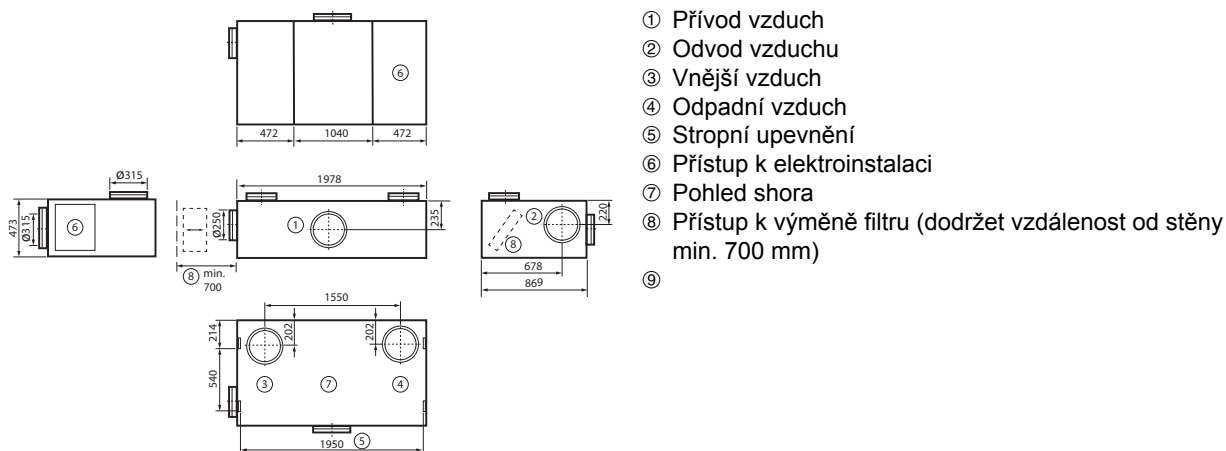 ⑥
472
1040
472
Ø315
473
Ø315
⑥
1978
Ø250
①
235
⑧ min.
700
②
220
⑧
678
869
1550
214
202
202
540
③
⑦
④
1950
⑤
① Přívod vzduch
② Odvod vzduchu
③ Vnější vzduch
④ Odpadní vzduch
⑤ Stropní upevnění
⑥ Přístup k elektroinstalaci
⑦ Pohled shora
⑧ Přístup k výměně filtru (dodržet vzdálenost od stěny
min. 700 mm)
⑨